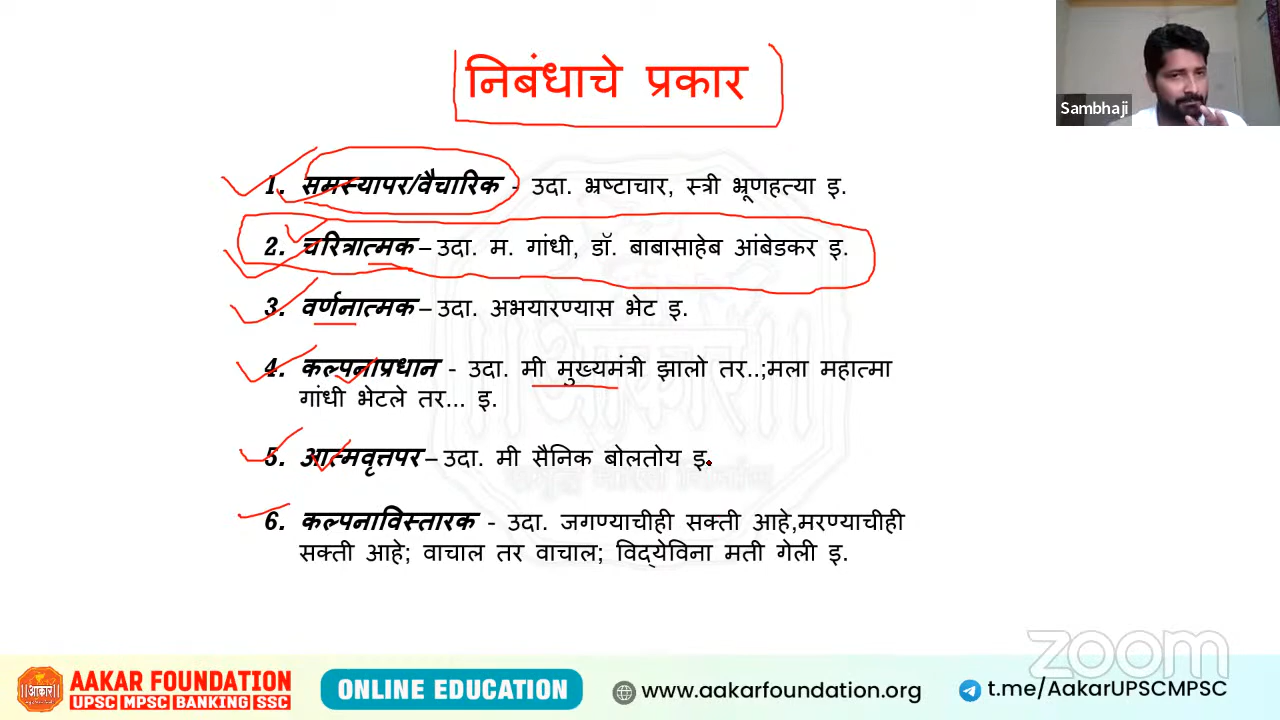 निबंधाचे प्रकार
Sambhaji
1. समस्यापर/वैचारिक - उदा. भ्रष्टाचार, स्त्री भ्रूणहत्या इ.
2. चरित्रात्मक – उदा. म. गांधी, डॉ. बाबासाहेब आंबेडकर इ.
3. वर्णनात्मक – उदा. अभयारण्यास भेट इ.
4. कल्पनाप्रधान - उदा. मी मुख्यमंत्री झालो तर..;मला महात्मा
गांधी भेटले तर... इ.
5. आत्मवृत्तपर – उदा. मी सैनिक बोलतोय इ.
6. कल्पनाविस्तारक - उदा. जगण्याचीही सक्ती आहे,मरण्याचीही
सक्ती आहे; वाचाल तर वाचाल; विद्येविना मती गेली इ.
zoom
आकार
AAKAR FOUNDATION
UPSC MPSC BANKING SSC
ONLINE EDUCATION
www.aakarfoundation.org
t.me/AakarUPSCMPSC